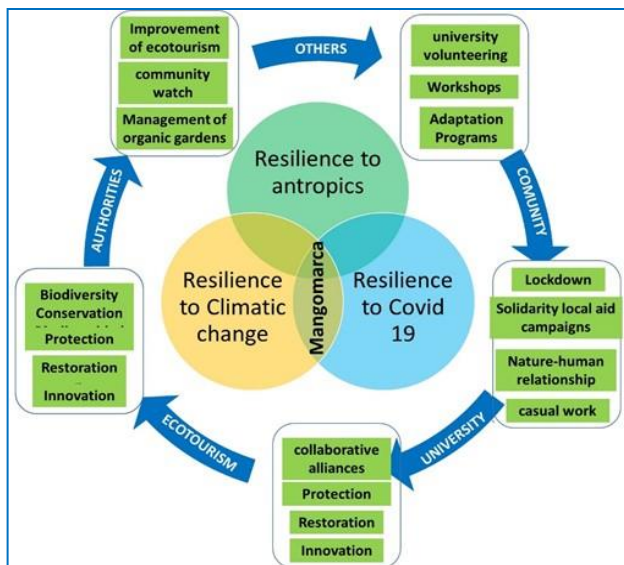 Improvement
of ecotourism
community
watch
Management of
organic gardens
OTHERS
university
volunteering
Workshops
Adaptation
Programs
COMUNITY
Lockdown
Solidarity local aid
campaigns
Nature-human
relationship
casual work
UNIVERSITY
collaborative
alliances
Protection
Restoration
Innovation
ECOTOURISM
Biodiversity
Conservation
Protection
Restoration
Innovation
AUTHORITIES
Resilience to
antropics
Resilience
to Climatic
change
Mangomarca
Resilience
to Covid
19